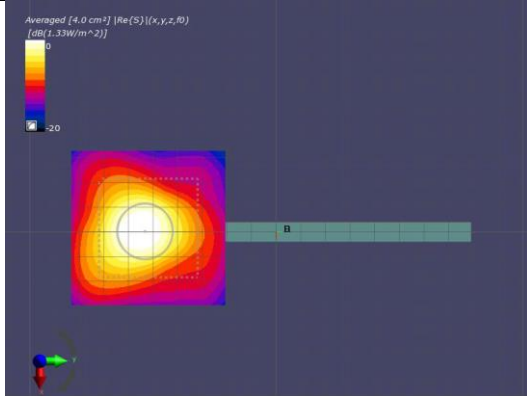 Averaged [4.0 cm²] |Re{S}|(x,y,z,f0)
[dB(1.33W/m^2)]
0
-20
B
Y